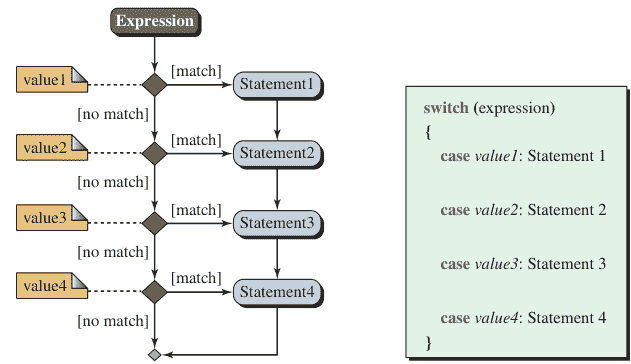 Expression
[match]
value1
Statement1
[no match]
[match]
value2
Statement2
[no match]
[match]
value3
Statement3
[no match]
[match]
value4
Statement4
[no match]
switch (expression)
{
case value1: Statement 1
case value2: Statement 2
case value3: Statement 3
case value4: Statement 4
}